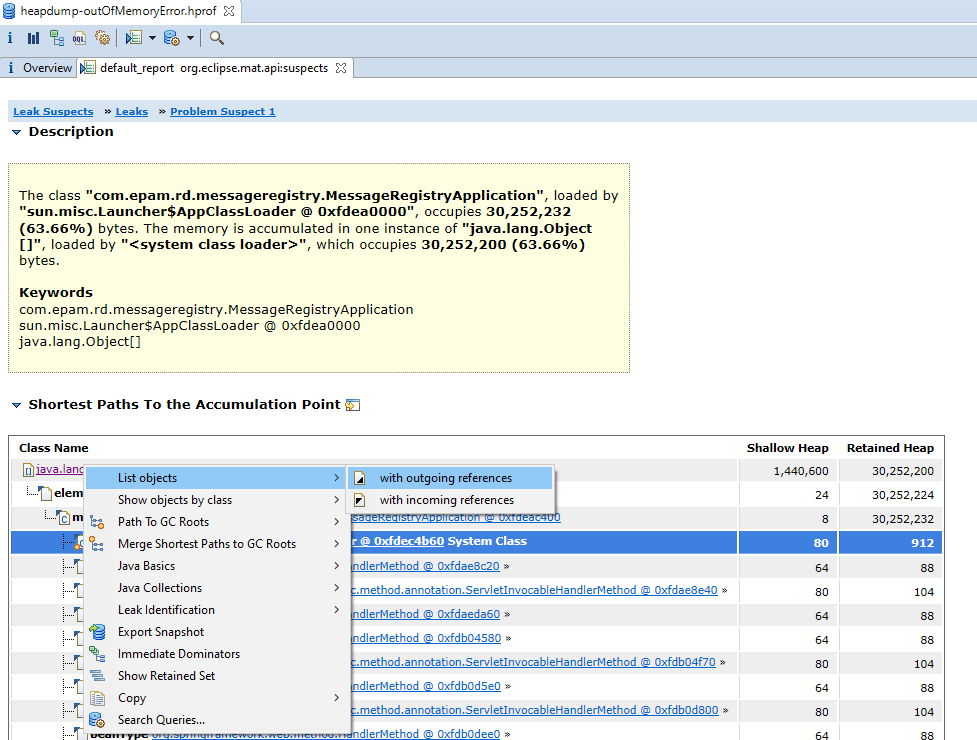 heapdump-outOfMemoryError.hprof
i OQL
i Overview default_report org.eclipse.mat.api:suspects
Leak Suspects » Leaks » Problem Suspect 1
Description
The class "com.epam.rd.messageregistry.MessageRegistryApplication", loaded by
"sun.misc.Launcher$AppClassLoader @ 0xfdea0000", occupies 30,252,232
(63.66%) bytes. The memory is accumulated in one instance of "java.lang.Object
[]", loaded by "<system class loader>", which occupies 30,252,200 (63.66%)
bytes.
Keywords
com.epam.rd.messageregistry.MessageRegistryApplication
sun.misc.Launcher$AppClassLoader @ 0xfdea0000
java.lang.Object[]
Shortest Paths To the Accumulation Point
Class Name Shallow Heap Retained Heap
java.lang 1,440,600 30,252,200
elem 24 30,252,224
m ssageRegistryApplication @ 0xfdeac400 8 30,252,232
r @ 0xfdec4b60 System Class 80 912
andlerMethod @ 0xfdae8c20 » 64 88
c.method.annotation.ServletInvocableHandlerMethod @ 0xfdae8e40 » 80 104
andlerMethod @ 0xfdaeda60 » 64 88
andlerMethod @ 0xfdb04580 » 64 88
c.method.annotation.ServletInvocableHandlerMethod @ 0xfdb04f70 » 80 104
andlerMethod @ 0xfdb0d5e0 » 64 88
c.method.annotation.ServletInvocableHandlerMethod @ 0xfdb0d800 » 80 104
beanType org.springframework.web.method.HandlerMethod @ 0xfdb0dee0 » 64 88
List objects
Show objects by class
Path To GC Roots
Merge Shortest Paths to GC Roots
Java Basics
Java Collections
Leak Identification
Export Snapshot
Immediate Dominators
Show Retained Set
Copy
Search Queries...
with outgoing references
with incoming references